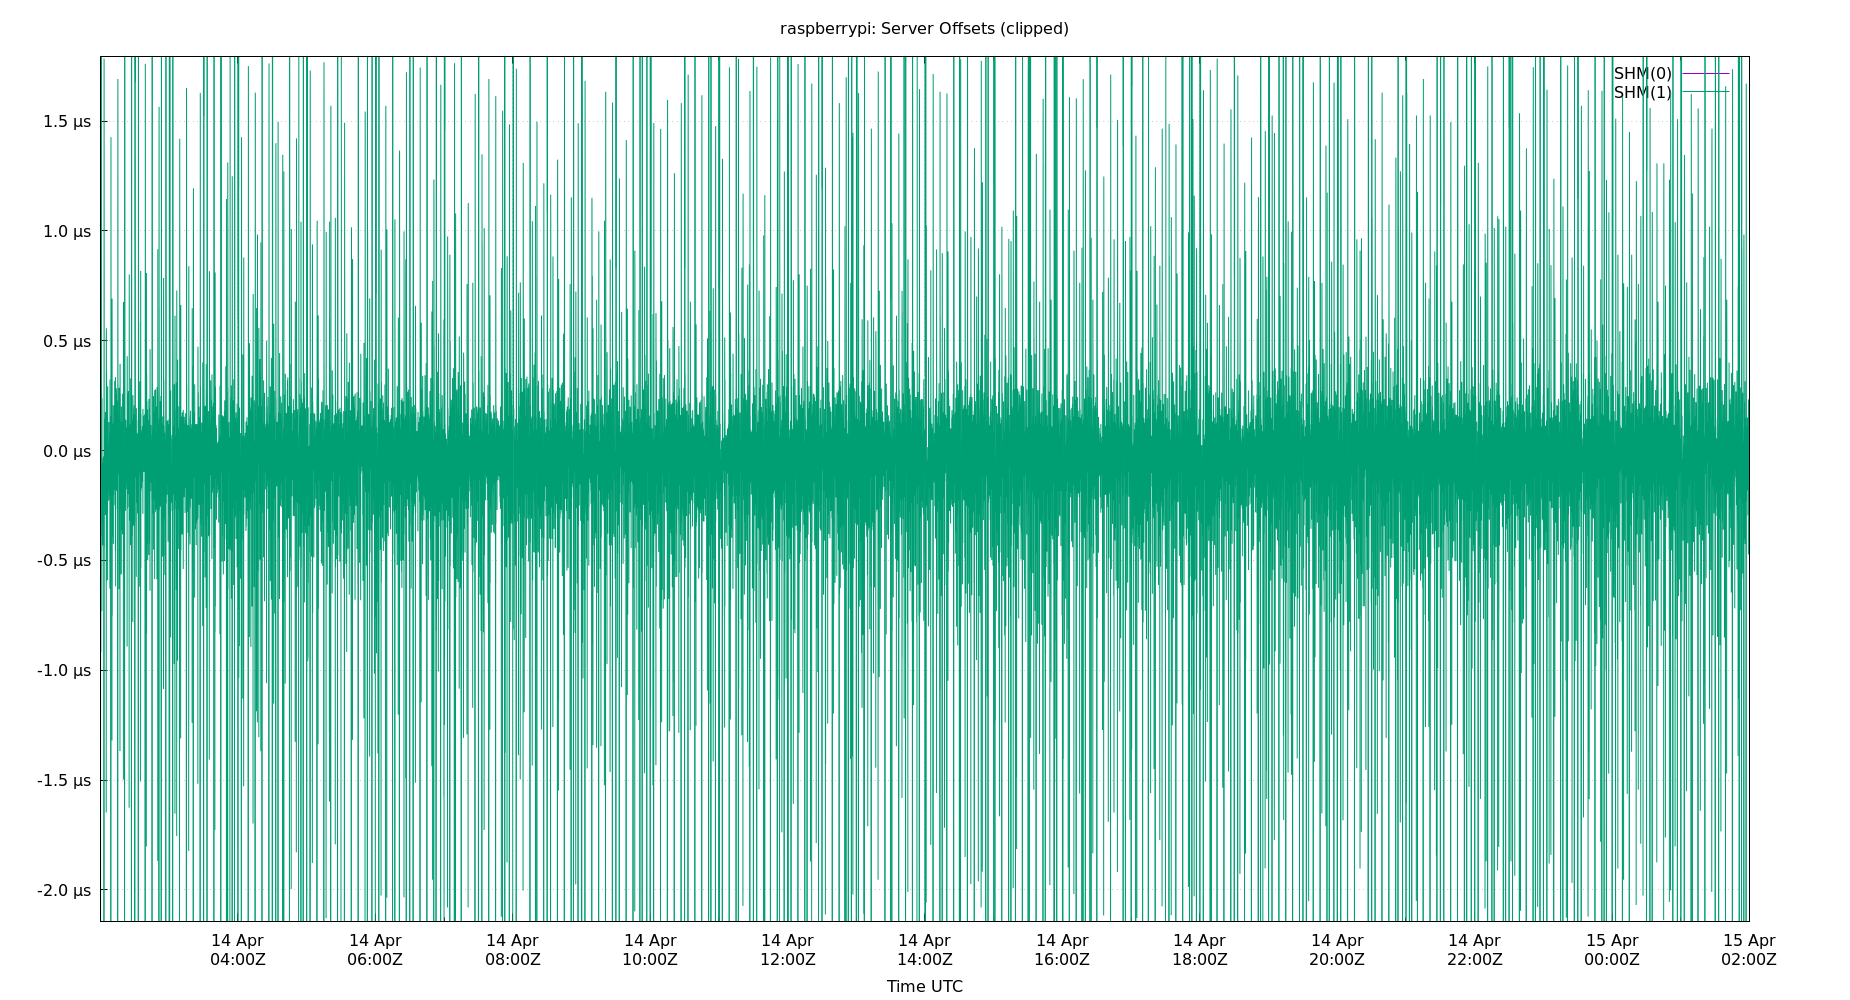 raspberrypi: Server Offsets (clipped)
SHM(0)
SHM(1)
1.5 µs
1.0 µs
0.5 µs
0.0 µs
-0.5 µs
-1.0 µs
-1.5 µs
-2.0 µs
14 Apr 14 Apr 14 Apr 14 Apr 14 Apr 14 Apr 14 Apr 14 Apr 14 Apr 14 Apr 15 Apr 15 Apr
04:00Z 06:00Z 08:00Z 10:00Z 12:00Z 14:00Z 16:00Z 18:00Z 20:00Z 22:00Z 00:00Z 02:00Z
Time UTC